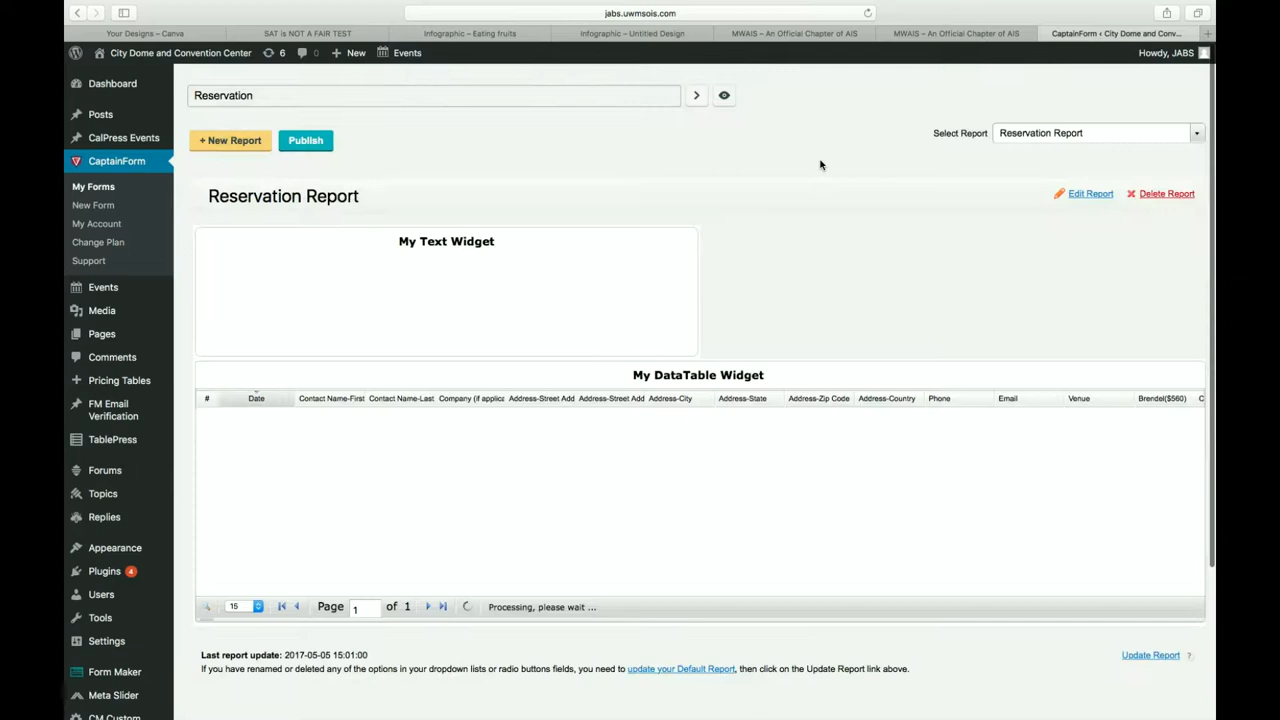 jabs.uwmsois.com
Your Designs – Canva
SAT is NOT A FAIR TEST
Infographic – Eating fruits
Infographic – Untitled Design
MWAIS – An Official Chapter of AIS
MWAIS – An Official Chapter of AIS
CaptainForm ‹ City Dome and Conv...
City Dome and Convention Center
6
0
New
Events
Howdy, JABS
Dashboard
Posts
CalPress Events
CaptainForm
My Forms
New Form
My Account
Change Plan
Support
Events
Media
Pages
Comments
Pricing Tables
FM Email
Verification
TablePress
Forums
Topics
Replies
Appearance
Plugins 4
Users
Tools
Settings
Form Maker
Meta Slider
CM Custom
Reservation
+ New Report
Publish
Select Report
Reservation Report
Reservation Report
Edit Report
Delete Report
My Text Widget
My DataTable Widget
# Date Contact Name-First Contact Name-Last Company (if applica Address-Street Add Address-Street Add Address-City Address-State Address-Zip Code Address-Country Phone Email Venue Brendel($560) C
15 Page 1 of 1 Processing, please wait ...
Last report update: 2017-05-05 15:01:00
Update Report ?
If you have renamed or deleted any of the options in your dropdown lists or radio buttons fields, you need to update your Default Report, then click on the Update Report link above.